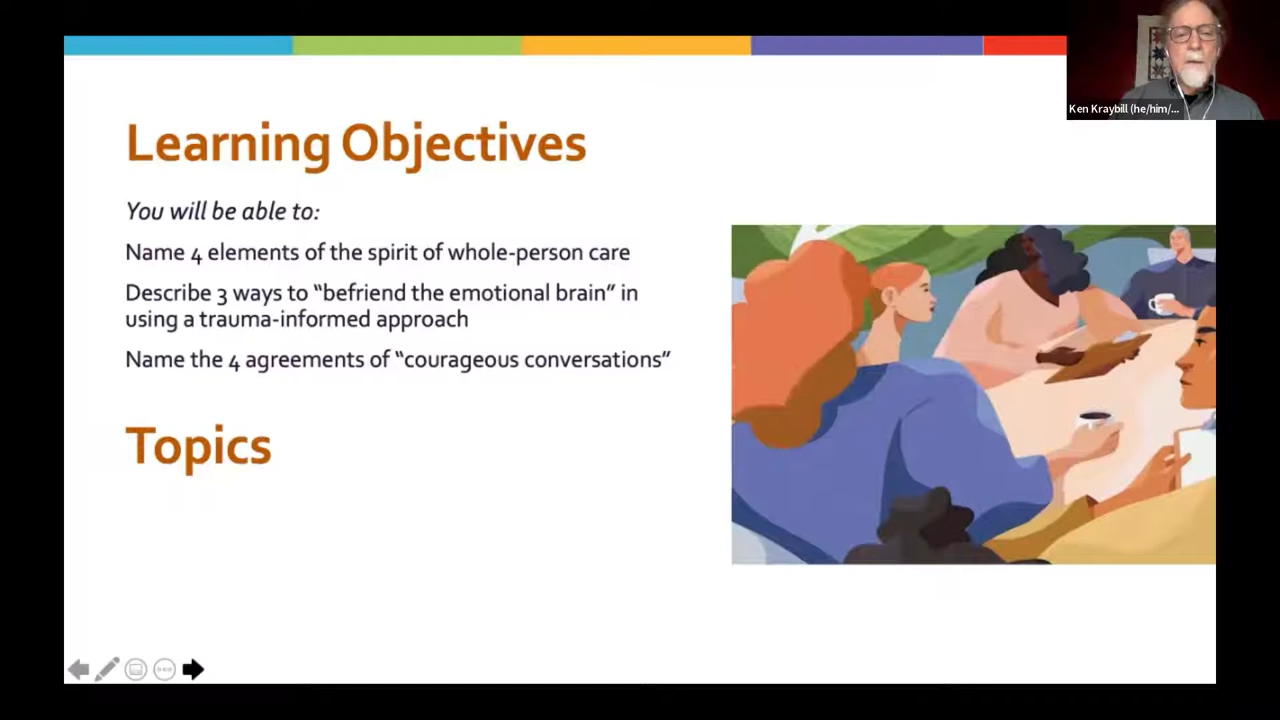 Ken Kraybill (he/him/...
Learning Objectives
You will be able to:
Name 4 elements of the spirit of whole-person care
Describe 3 ways to “befriend the emotional brain” in
using a trauma-informed approach
Name the 4 agreements of “courageous conversations”
Topics